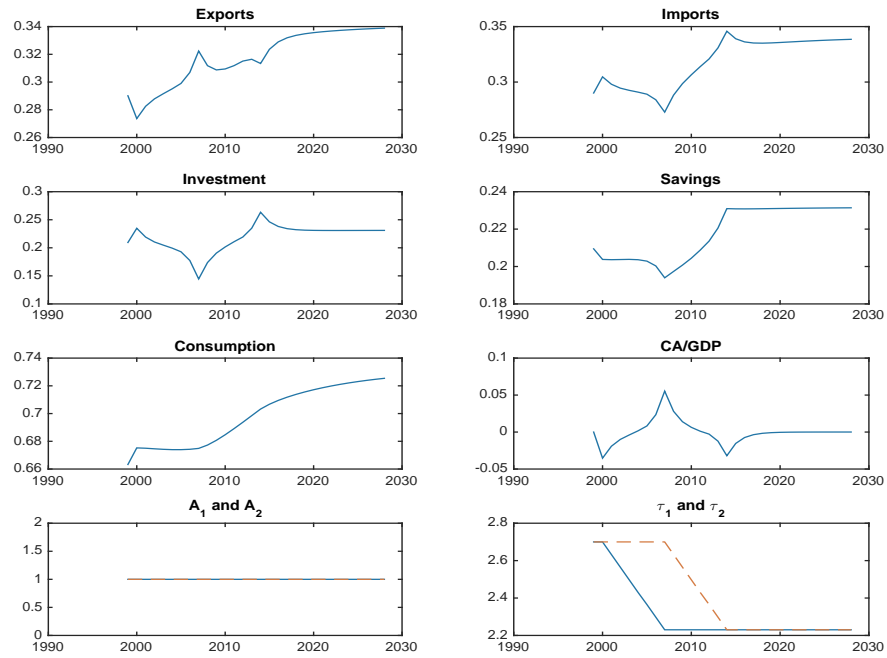 Exports
0.34
0.32
0.3
0.28
0.26
1990 2000 2010 2020 2030
Imports
0.35
0.3
0.25
1990 2000 2010 2020 2030
Investment
0.3
0.25
0.2
0.15
0.1
1990 2000 2010 2020 2030
Savings
0.24
0.22
0.2
0.18
1990 2000 2010 2020 2030
Consumption
0.74
0.72
0.7
0.68
0.66
1990 2000 2010 2020 2030
CA/GDP
0.1
0.05
0
-0.05
1990 2000 2010 2020 2030
A₁ and A₂
2
1.5
1
0.5
0
1990 2000 2010 2020 2030
τ₁ and τ₂
2.8
2.6
2.4
2.2
1990 2000 2010 2020 2030